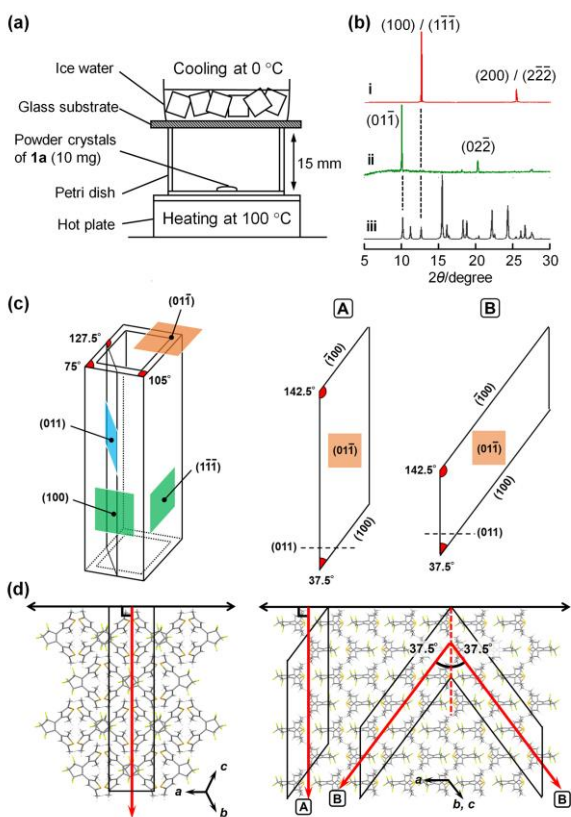 (a)
Ice water
Cooling at 0 °C
Glass substrate
Powder crystals
of 1a (10 mg)
15 mm
Petri dish
Hot plate
Heating at 100 °C
(b)
(100) / (11̅1̅)
i
(200) / (22̅2̅)
(011̅)
ii
(022̅)
iii
5 10 15 20 25 30
2θ/degree
(c)
(011̅)
127.5°
75°
105°
(011)
(100)
(11̅1̅)
A
(1̅00)
142.5°
(011̅)
(100)
(011)
37.5°
B
(1̅00)
142.5°
(011̅)
(100)
(011)
37.5°
(d)
a
c
b
37.5° 37.5°
A
B
a
b, c
B